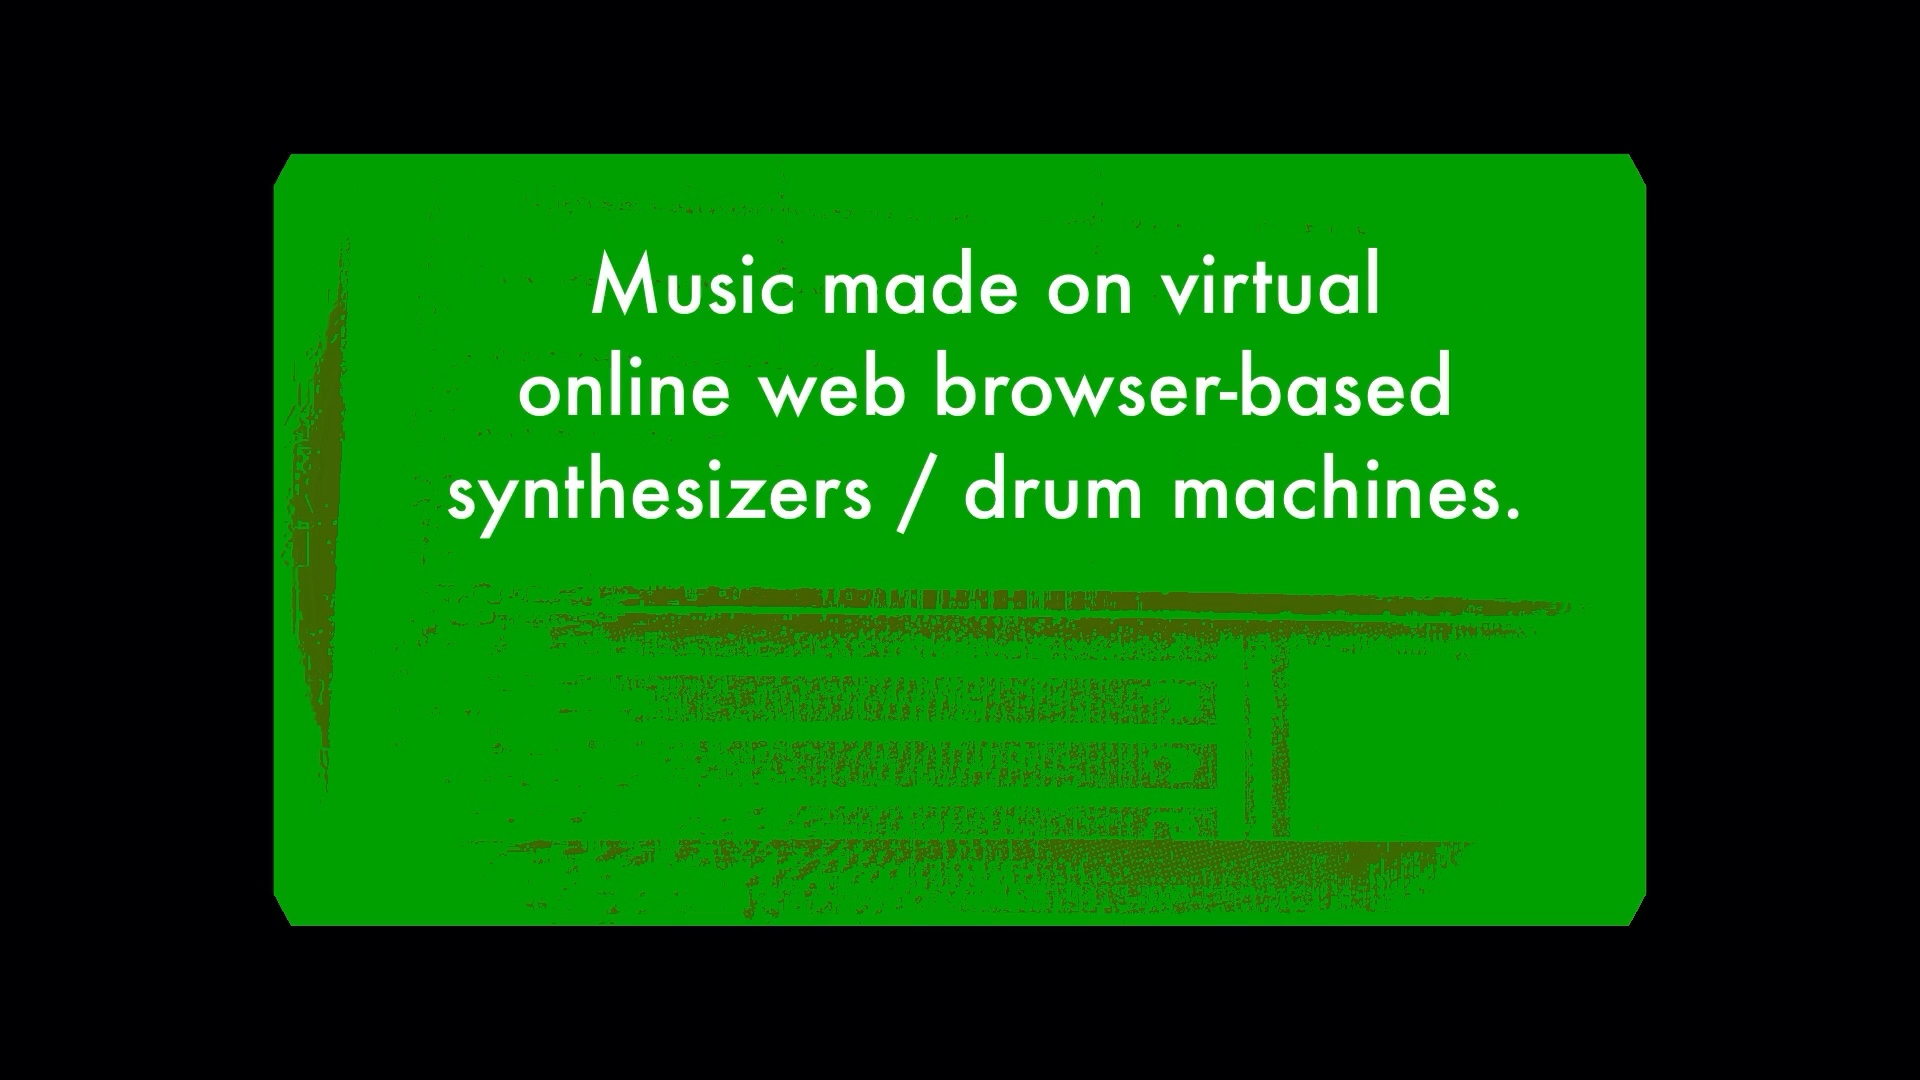 Music made on virtual
online web browser-based
synthesizers / drum machines.